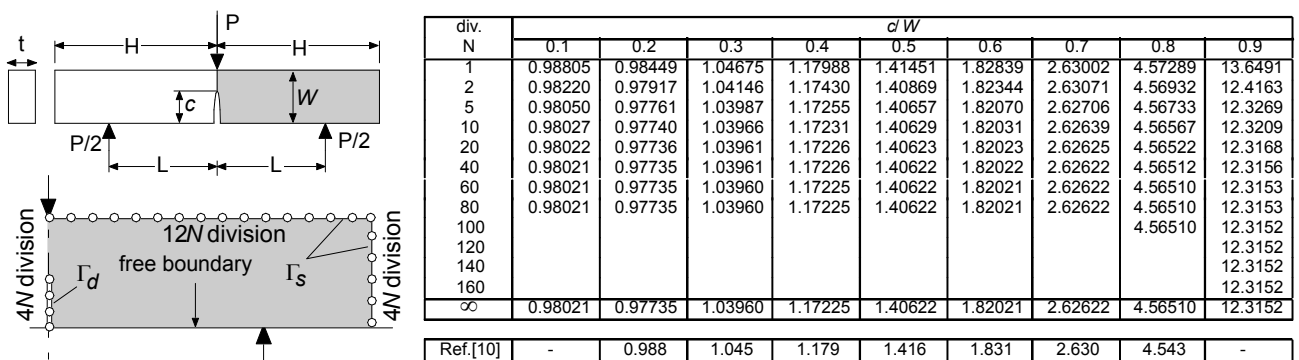 P
t
H
H
c
W
P/2
P/2
L
L
12N division
4N division
Γd
free boundary
Γs
4N division
div. c/W
N 0.1 0.2 0.3 0.4 0.5 0.6 0.7 0.8 0.9
1 0.98805 0.98449 1.04675 1.17988 1.41451 1.82839 2.63002 4.57289 13.6491
2 0.98220 0.97917 1.04146 1.17430 1.40869 1.82344 2.63071 4.56932 12.4163
5 0.98050 0.97761 1.03987 1.17255 1.40657 1.82070 2.62706 4.56733 12.3269
10 0.98027 0.97740 1.03966 1.17231 1.40629 1.82031 2.62639 4.56567 12.3209
20 0.98022 0.97736 1.03961 1.17226 1.40623 1.82023 2.62625 4.56522 12.3168
40 0.98021 0.97735 1.03961 1.17226 1.40622 1.82022 2.62622 4.56512 12.3156
60 0.98021 0.97735 1.03960 1.17225 1.40622 1.82021 2.62622 4.56510 12.3153
80 0.98021 0.97735 1.03960 1.17225 1.40622 1.82021 2.62622 4.56510 12.3153
100 4.56510 12.3152
120 12.3152
140 12.3152
160 12.3152
∞ 0.98021 0.97735 1.03960 1.17225 1.40622 1.82021 2.62622 4.56510 12.3152
Ref.[10] - 0.988 1.045 1.179 1.416 1.831 2.630 4.543 -